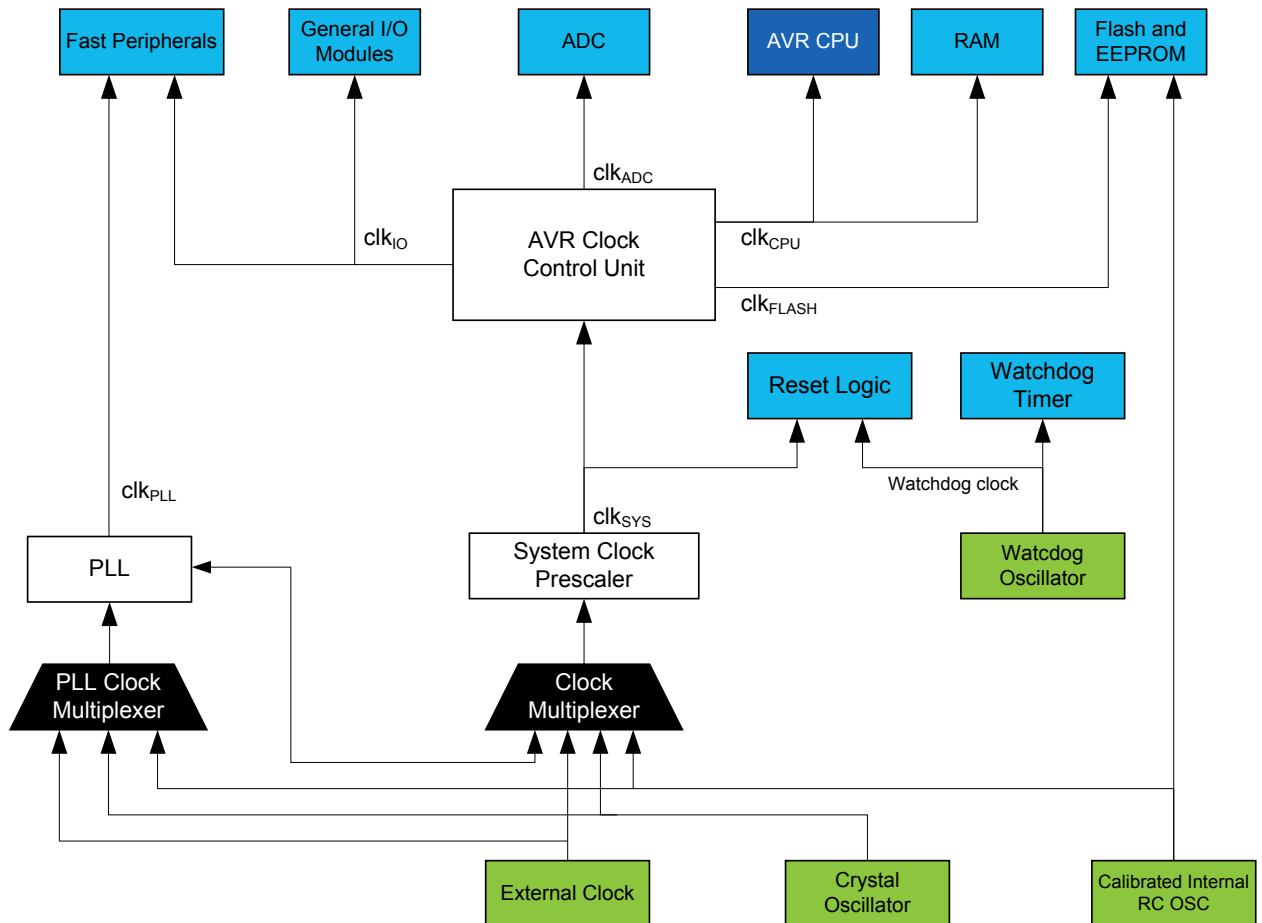 Fast Peripherals
General I/O
Modules
ADC
AVR CPU
RAM
Flash and
EEPROM
clkADC
clkIO
AVR Clock
Control Unit
clkCPU
clkFLASH
Reset Logic
Watchdog
Timer
Watchdog clock
clkPLL
clkSYS
PLL
System Clock
Prescaler
Watcdog
Oscillator
PLL Clock
Multiplexer
Clock
Multiplexer
External Clock
Crystal
Oscillator
Calibrated Internal
RC OSC